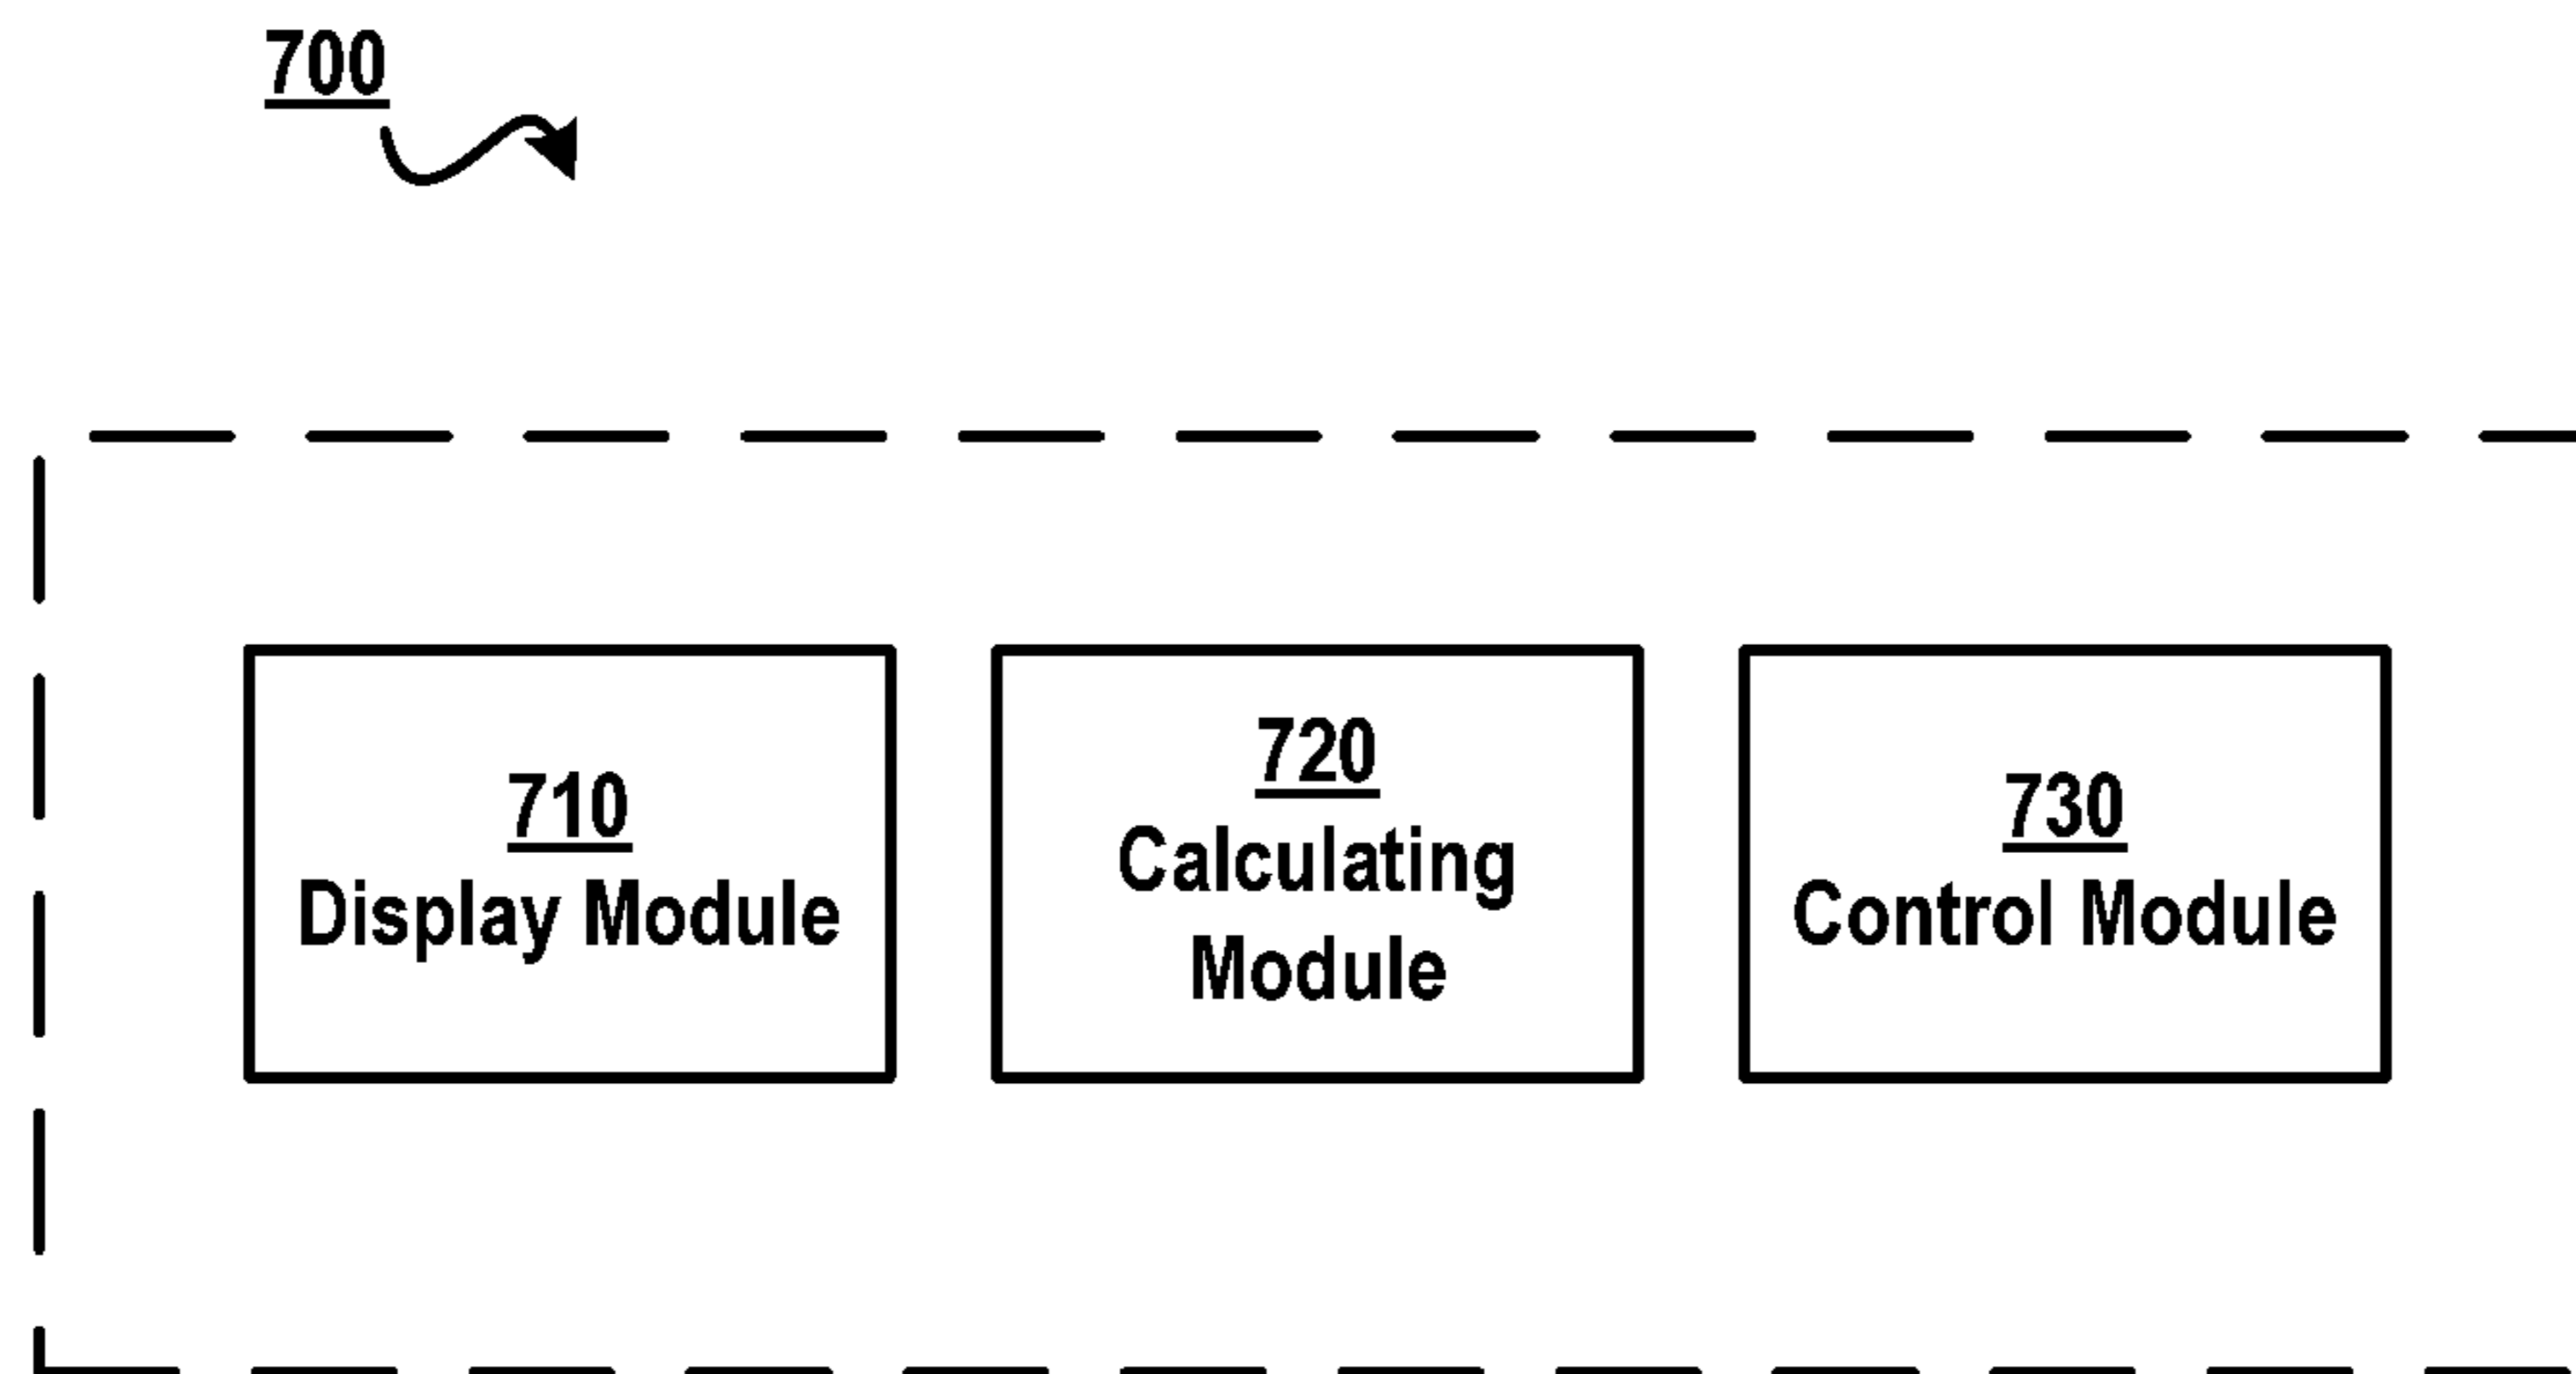 700
710
Display Module
720
Calculating
Module
730
Control Module